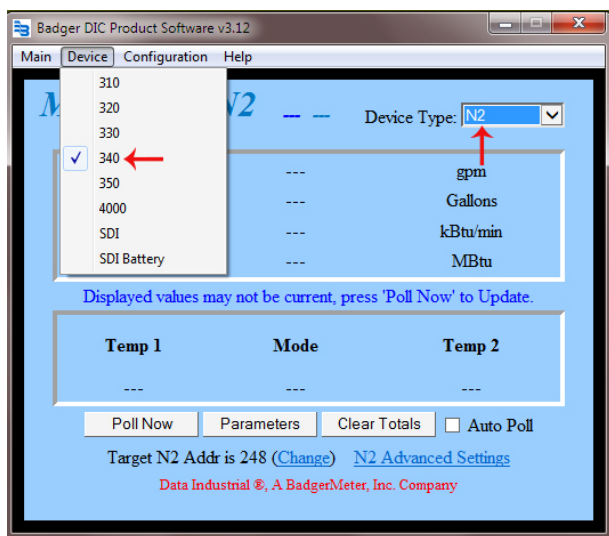 Badger DIC Product Software v3.12
Main Device Configuration Help
310
320
330
340
350
4000
SDI
SDI Battery
N2 --- ---
Device Type: N2
--- gpm
--- Gallons
--- kBtu/min
--- MBtu
Displayed values may not be current, press 'Poll Now' to Update.
Temp 1 Mode Temp 2
--- --- ---
Poll Now Parameters Clear Totals Auto Poll
Target N2 Addr is 248 (Change) N2 Advanced Settings
Data Industrial ®, A BadgerMeter, Inc. Company